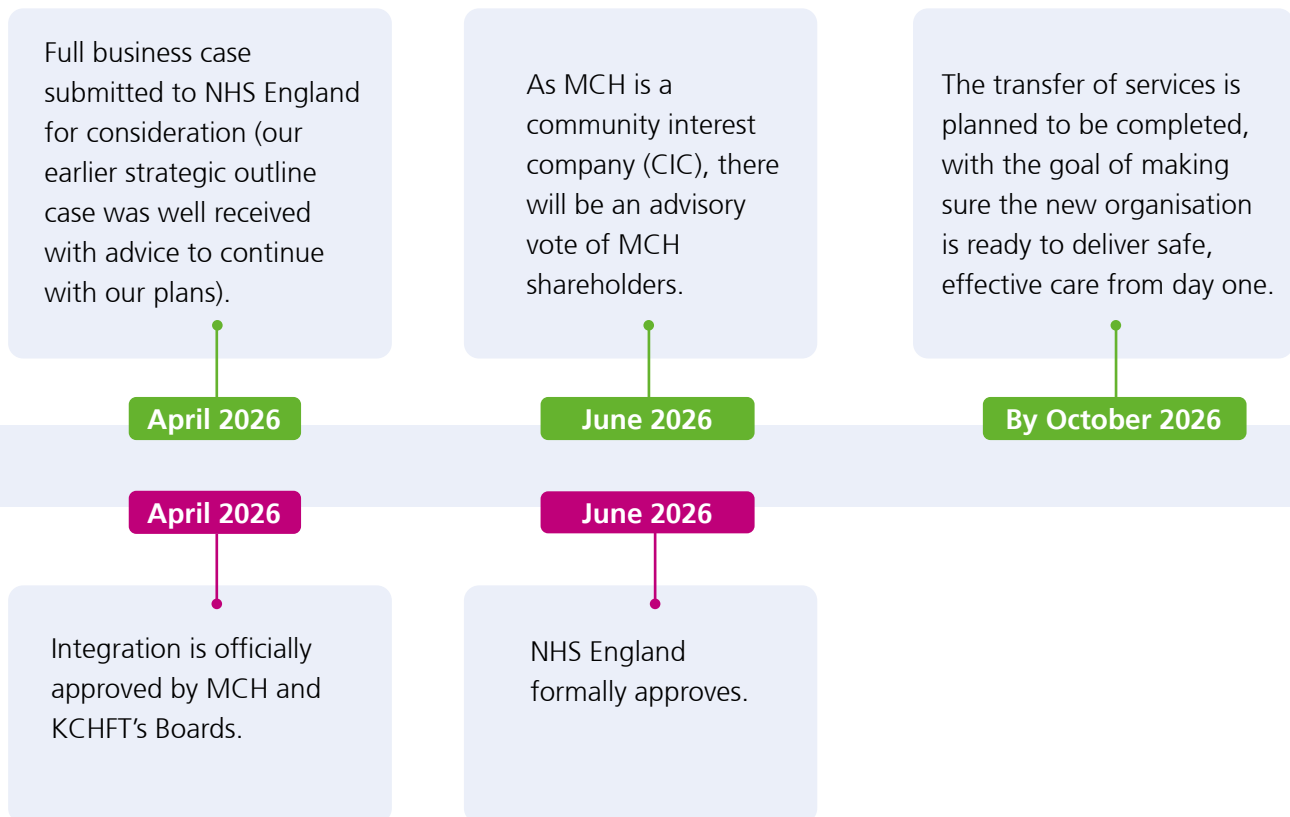 Full business case
submitted to NHS England
for consideration (our
earlier strategic outline
case was well received
with advice to continue
with our plans).
As MCH is a
community interest
company (CIC), there
will be an advisory
vote of MCH
shareholders.
The transfer of services is
planned to be completed,
with the goal of making
sure the new organisation
is ready to deliver safe,
effective care from day one.
April 2026
June 2026
By October 2026
April 2026
June 2026
Integration is officially
approved by MCH and
KCHFT’s Boards.
NHS England
formally approves.